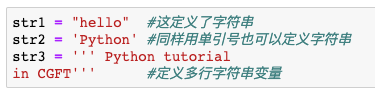 str1 = "hello"  #这定义了字符串
str2 = 'Python' #同样用单引号也可以定义字符串
str3 = ''' Python tutorial
in CGFT'''      #定义多行字符串变量